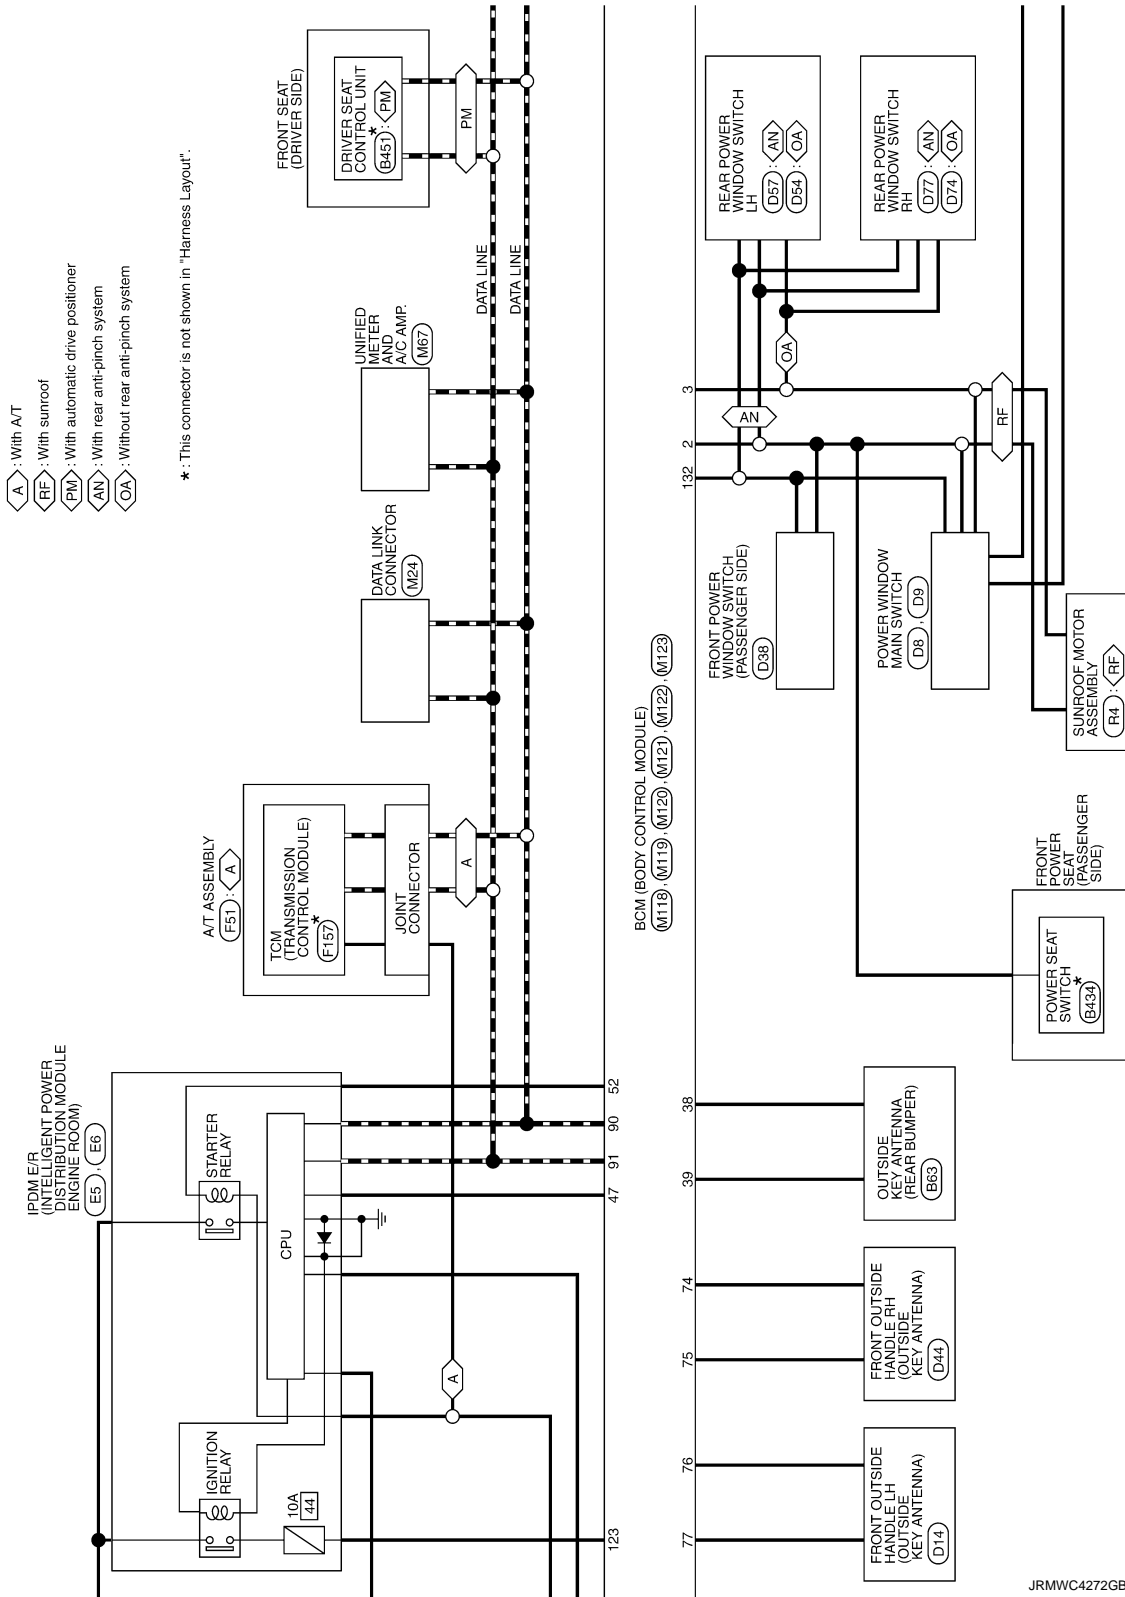 A : With A/T
RF : With sunroof
PM : With automatic drive positioner
AN : With rear anti-pinch system
OA : Without rear anti-pinch system
* : This connector is not shown in "Harness Layout".
IPDM E/R
(INTELLIGENT POWER
DISTRIBUTION MODULE
ENGINE ROOM)
E5 , E6
IGNITION
RELAY
10A
44
STARTER
RELAY
CPU
A
A/T ASSEMBLY
F51 : A
TCM
(TRANSMISSION
CONTROL MODULE)
*
F157
JOINT
CONNECTOR
A
DATA LINK
CONNECTOR
M24
UNIFIED
METER
AND
A/C AMP.
M67
DATA LINE
DATA LINE
FRONT SEAT
(DRIVER SIDE)
DRIVER SEAT
CONTROL UNIT
*
B451 : PM
PM
123
47
91
90
52
BCM (BODY CONTROL MODULE)
M118 , M119 , M120 , M121 , M122 , M123
77
76
75
74
39
38
132
2
3
FRONT OUTSIDE
HANDLE LH
(OUTSIDE
KEY ANTENNA)
D14
FRONT OUTSIDE
HANDLE RH
(OUTSIDE
KEY ANTENNA)
D44
OUTSIDE
KEY ANTENNA
(REAR BUMPER)
B63
FRONT
POWER
SEAT
(PASSENGER
SIDE)
POWER SEAT
SWITCH
*
B434
FRONT POWER
WINDOW SWITCH
(PASSENGER SIDE)
D38
POWER WINDOW
MAIN SWITCH
D8 , D9
SUNROOF MOTOR
ASSEMBLY
R4 : RF
AN
OA
RF
REAR POWER
WINDOW SWITCH
LH
D57 : AN
D54 : OA
REAR POWER
WINDOW SWITCH
RH
D77 : AN
D74 : OA
JRMWC4272GB